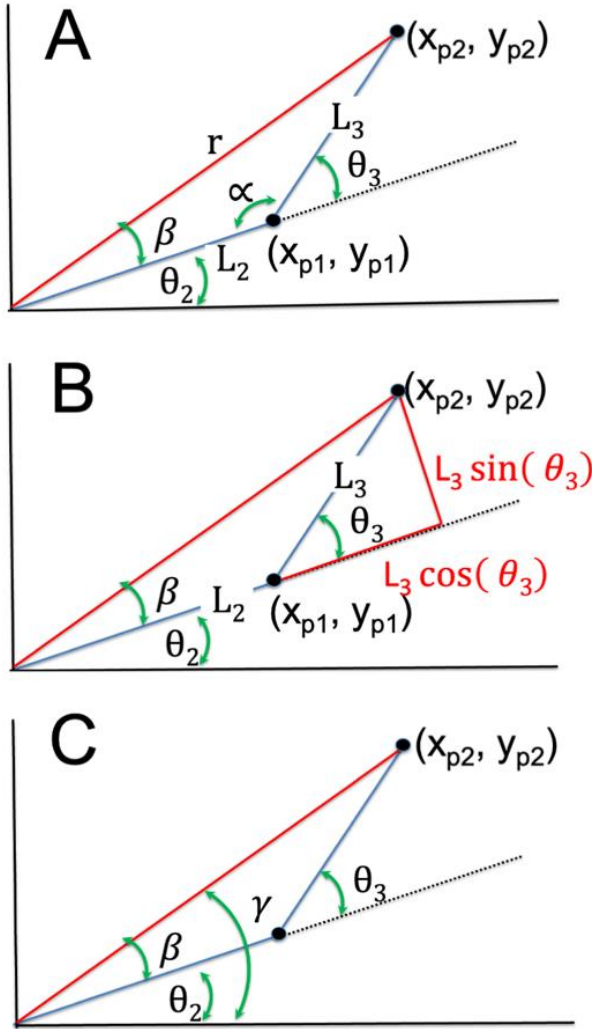 A
(xp2, yp2)
L3
r
θ3
∝
β
L2
(xp1, yp1)
θ2
B
(xp2, yp2)
L3
L3 sin( θ3)
θ3
L3 cos( θ3)
β
L2
(xp1, yp1)
θ2
C
(xp2, yp2)
θ3
γ
β
θ2